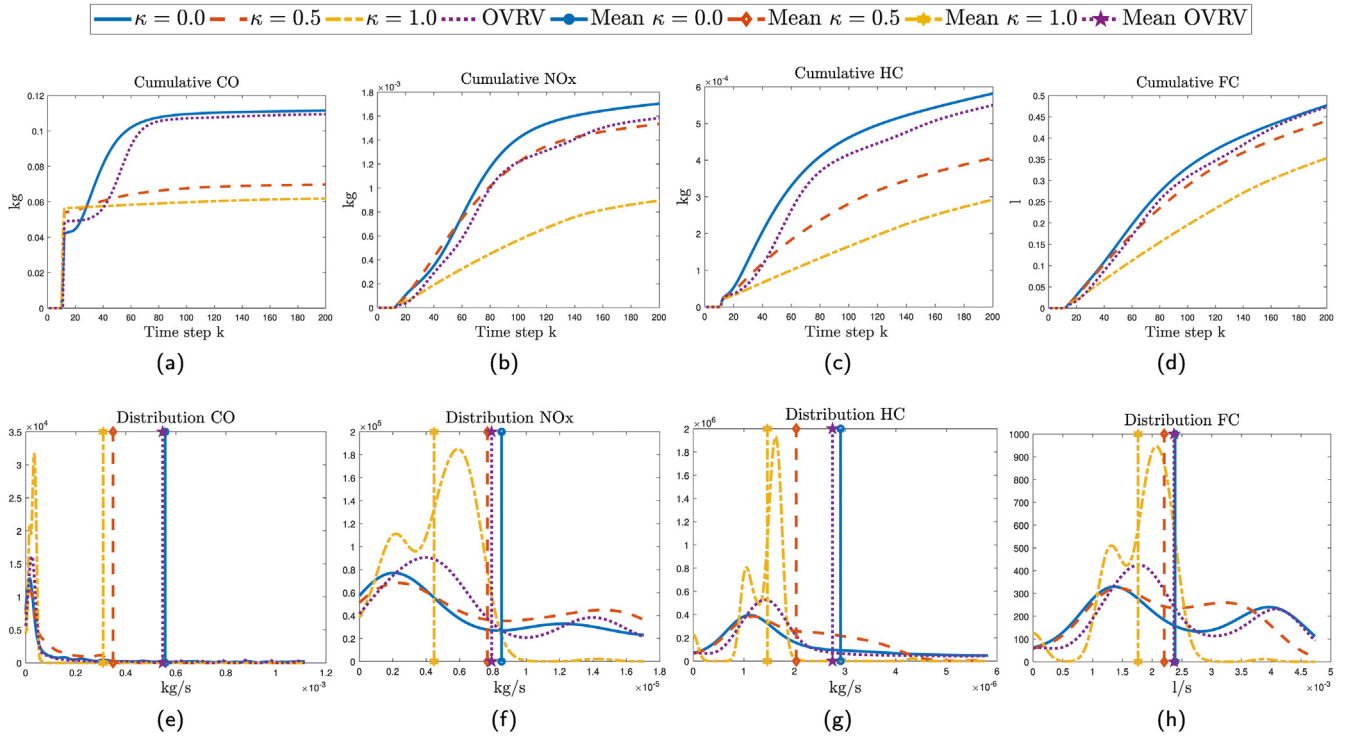 κ = 0.0 κ = 0.5 κ = 1.0 OVRV Mean κ = 0.0 Mean κ = 0.5 Mean κ = 1.0 Mean OVRV
Cumulative CO
0.12
0.1
0.08
0.06
0.04
0.02
0
kg
0 20 40 60 80 100 120 140 160 180 200
Time step k
(a)
Cumulative NOx
×10⁻³
2
1.8
1.6
1.4
1.2
1
0.8
0.6
0.4
0.2
0
kg
0 20 40 60 80 100 120 140 160 180 200
Time step k
(b)
Cumulative HC
×10⁻⁴
6
5
4
3
2
1
0
kg
0 20 40 60 80 100 120 140 160 180 200
Time step k
(c)
Cumulative FC
0.5
0.45
0.4
0.35
0.3
0.25
0.2
0.15
0.1
0.05
0
l
0 20 40 60 80 100 120 140 160 180 200
Time step k
(d)
Distribution CO
×10⁴
3.5
3
2.5
2
1.5
1
0.5
0
0 0.2 0.4 0.6 0.8 1 1.2
kg/s
×10⁻³
(e)
Distribution NOx
×10⁵
2
1.8
1.6
1.4
1.2
1
0.8
0.6
0.4
0.2
0
0 0.2 0.4 0.6 0.8 1 1.2 1.4 1.6 1.8
kg/s
×10⁻⁵
(f)
Distribution HC
×10⁶
2
1.8
1.6
1.4
1.2
1
0.8
0.6
0.4
0.2
0
0 1 2 3 4 5 6
kg/s
×10⁻⁶
(g)
Distribution FC
1000
900
800
700
600
500
400
300
200
100
0
0 0.5 1 1.5 2 2.5 3 3.5 4 4.5 5
l/s
×10⁻³
(h)